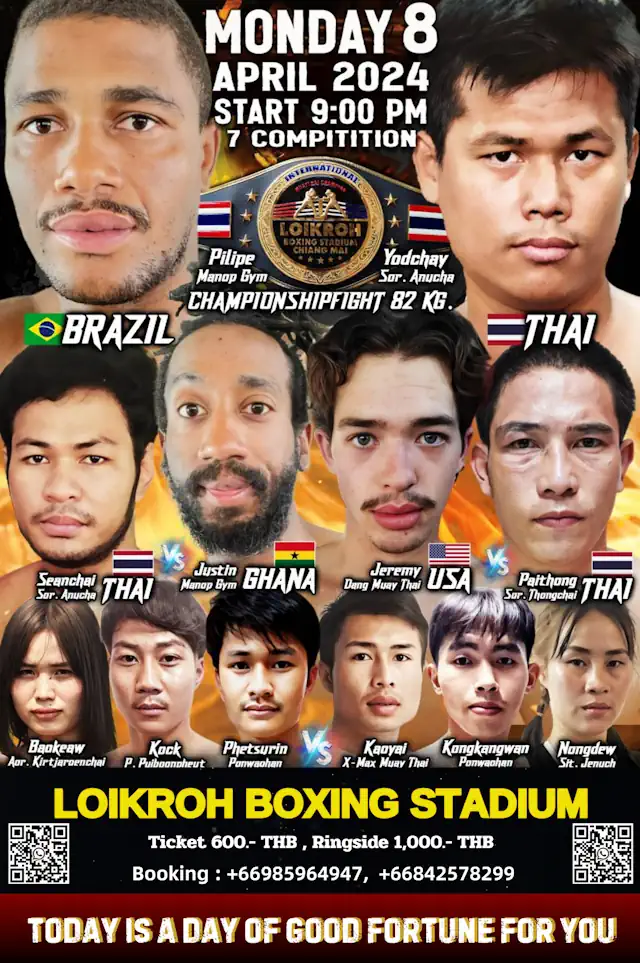 MONDAY 8
APRIL 2024
START 9:00 PM
7 COMPITITION
INTERNATIONAL
MUAY THAI CHAMPION
LOIKROH
BOXING STADIUM
CHIANG MAI
Pilipe
Manop Gym
Yodchay
Sor. Anucha
CHAMPIONSHIPFIGHT 82 KG.
BRAZIL
THAI
Seanchai
Sor. Anucha
THAI
VS
Justin
Manop Gym
GHANA
Jeremy
Dang Muay Thai
USA
VS
Paithong
Sor. Thongchai
THAI
Baokeaw
Aor. Kirtjaroenchai
Kock
P. Puiboonpheut
Phetsurin
Ponwaohan
VS
Kaoyai
X-Max Muay Thai
Kongkangwan
Ponwaohan
Nongdew
Sit. Jenuch
LOIKROH BOXING STADIUM
Ticket 600.- THB , Ringside 1,000.- THB
Booking : +66985964947, +66842578299
TODAY IS A DAY OF GOOD FORTUNE FOR YOU